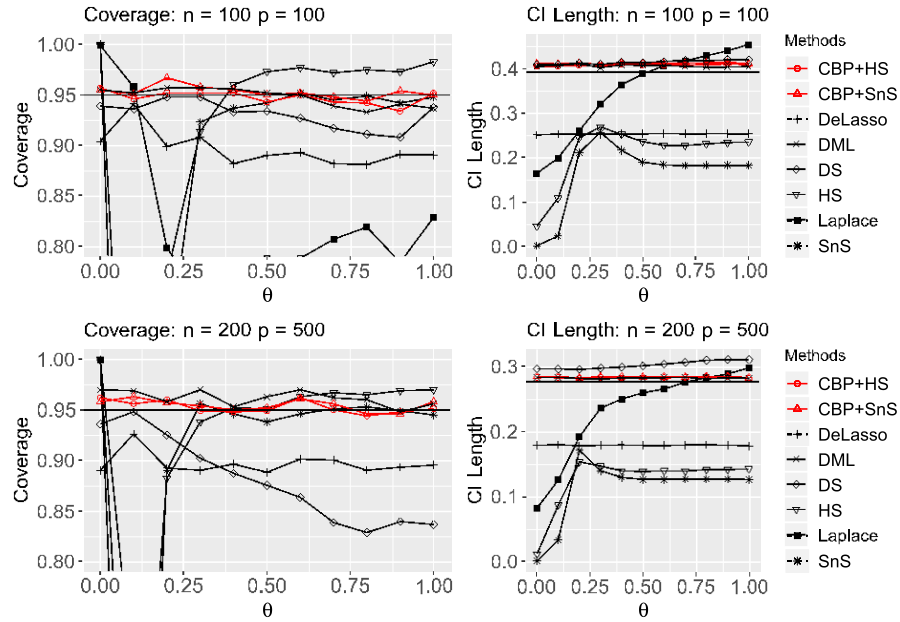 Coverage: n = 100 p = 100
CI Length: n = 100 p = 100
Coverage
1.00
0.95
0.90
0.85
0.80
0.00
0.25
0.50
0.75
1.00
θ
CI Length
0.4
0.3
0.2
0.1
0.0
0.00
0.25
0.50
0.75
1.00
θ
Methods
CBP+HS
CBP+SnS
DeLasso
DML
DS
HS
Laplace
SnS
Coverage: n = 200 p = 500
CI Length: n = 200 p = 500
Coverage
1.00
0.95
0.90
0.85
0.80
0.00
0.25
0.50
0.75
1.00
θ
CI Length
0.3
0.2
0.1
0.0
0.00
0.25
0.50
0.75
1.00
θ
Methods
CBP+HS
CBP+SnS
DeLasso
DML
DS
HS
Laplace
SnS